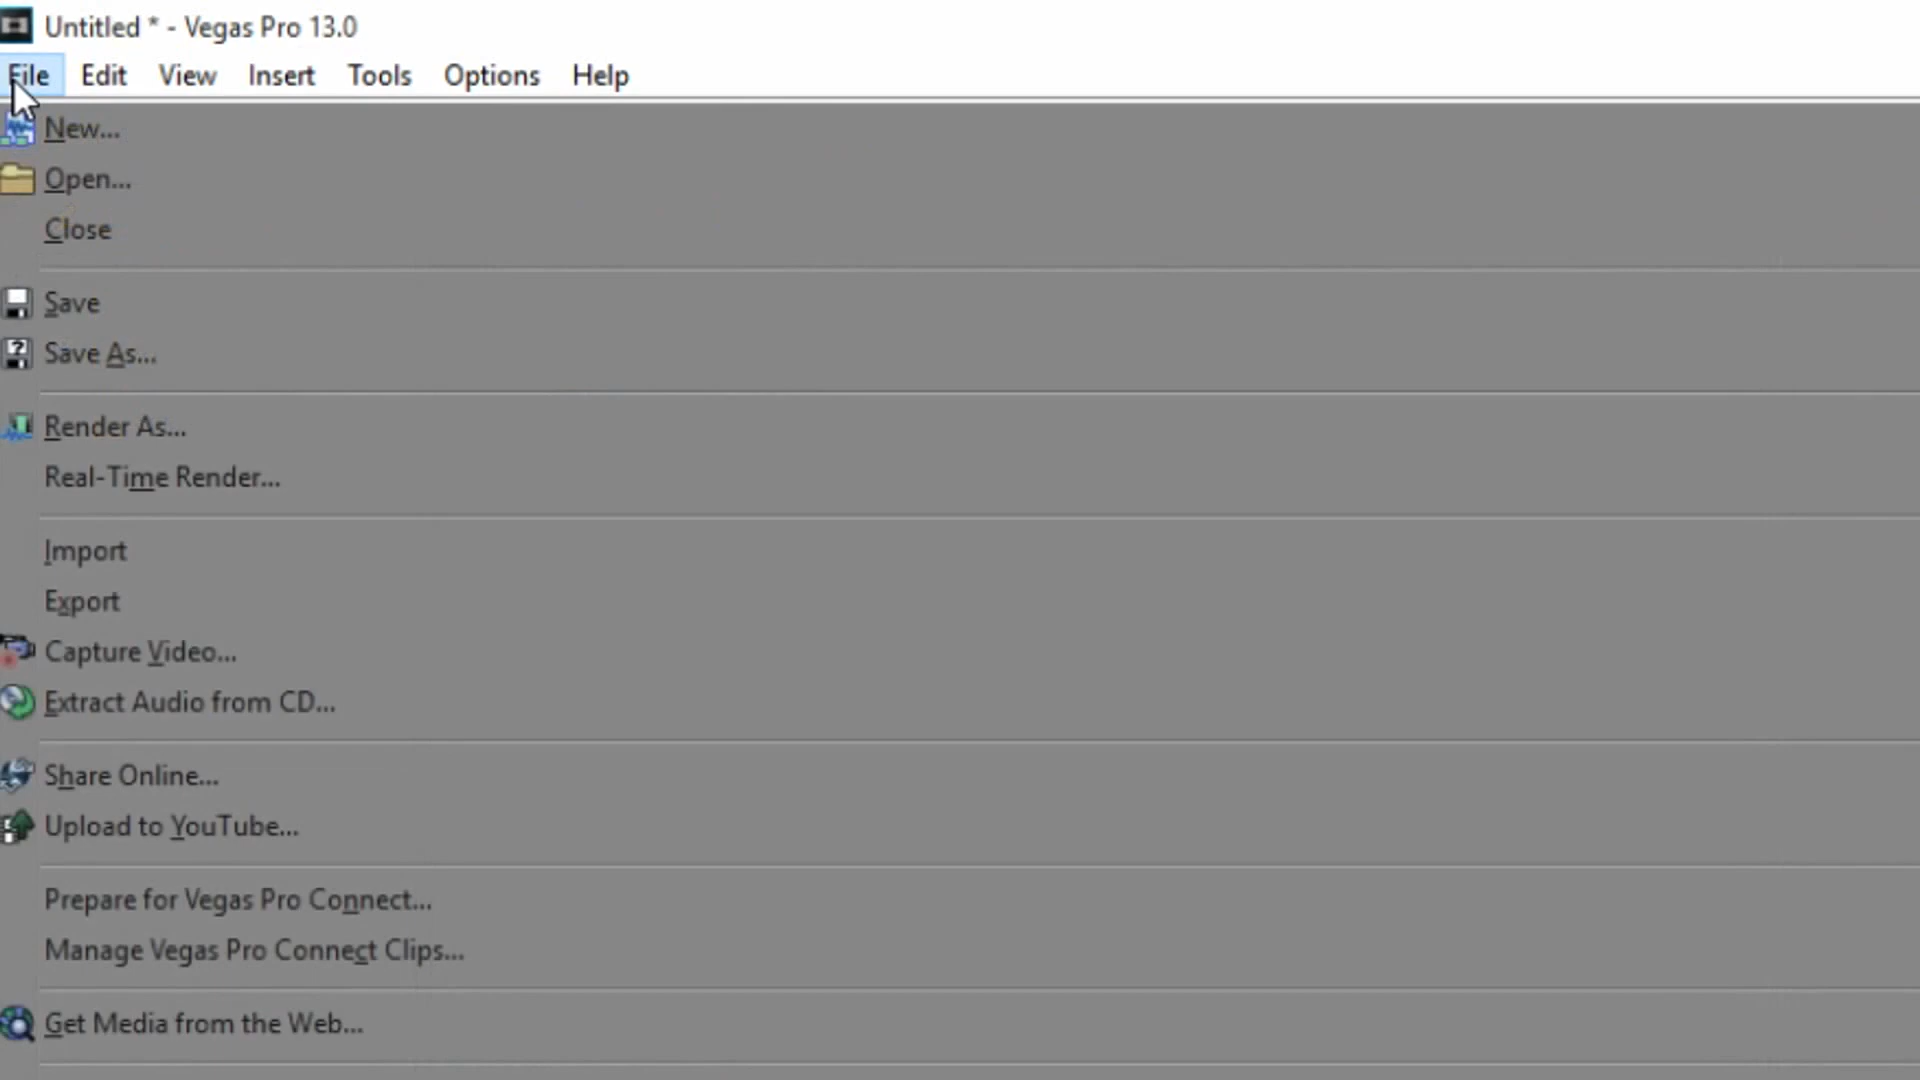 Untitled * - Vegas Pro 13.0
File Edit View Insert Tools Options Help
New...
Open...
Close
Save
Save As...
Render As...
Real-Time Render...
Import
Export
Capture Video...
Extract Audio from CD...
Share Online...
Upload to YouTube...
Prepare for Vegas Pro Connect...
Manage Vegas Pro Connect Clips...
Get Media from the Web...